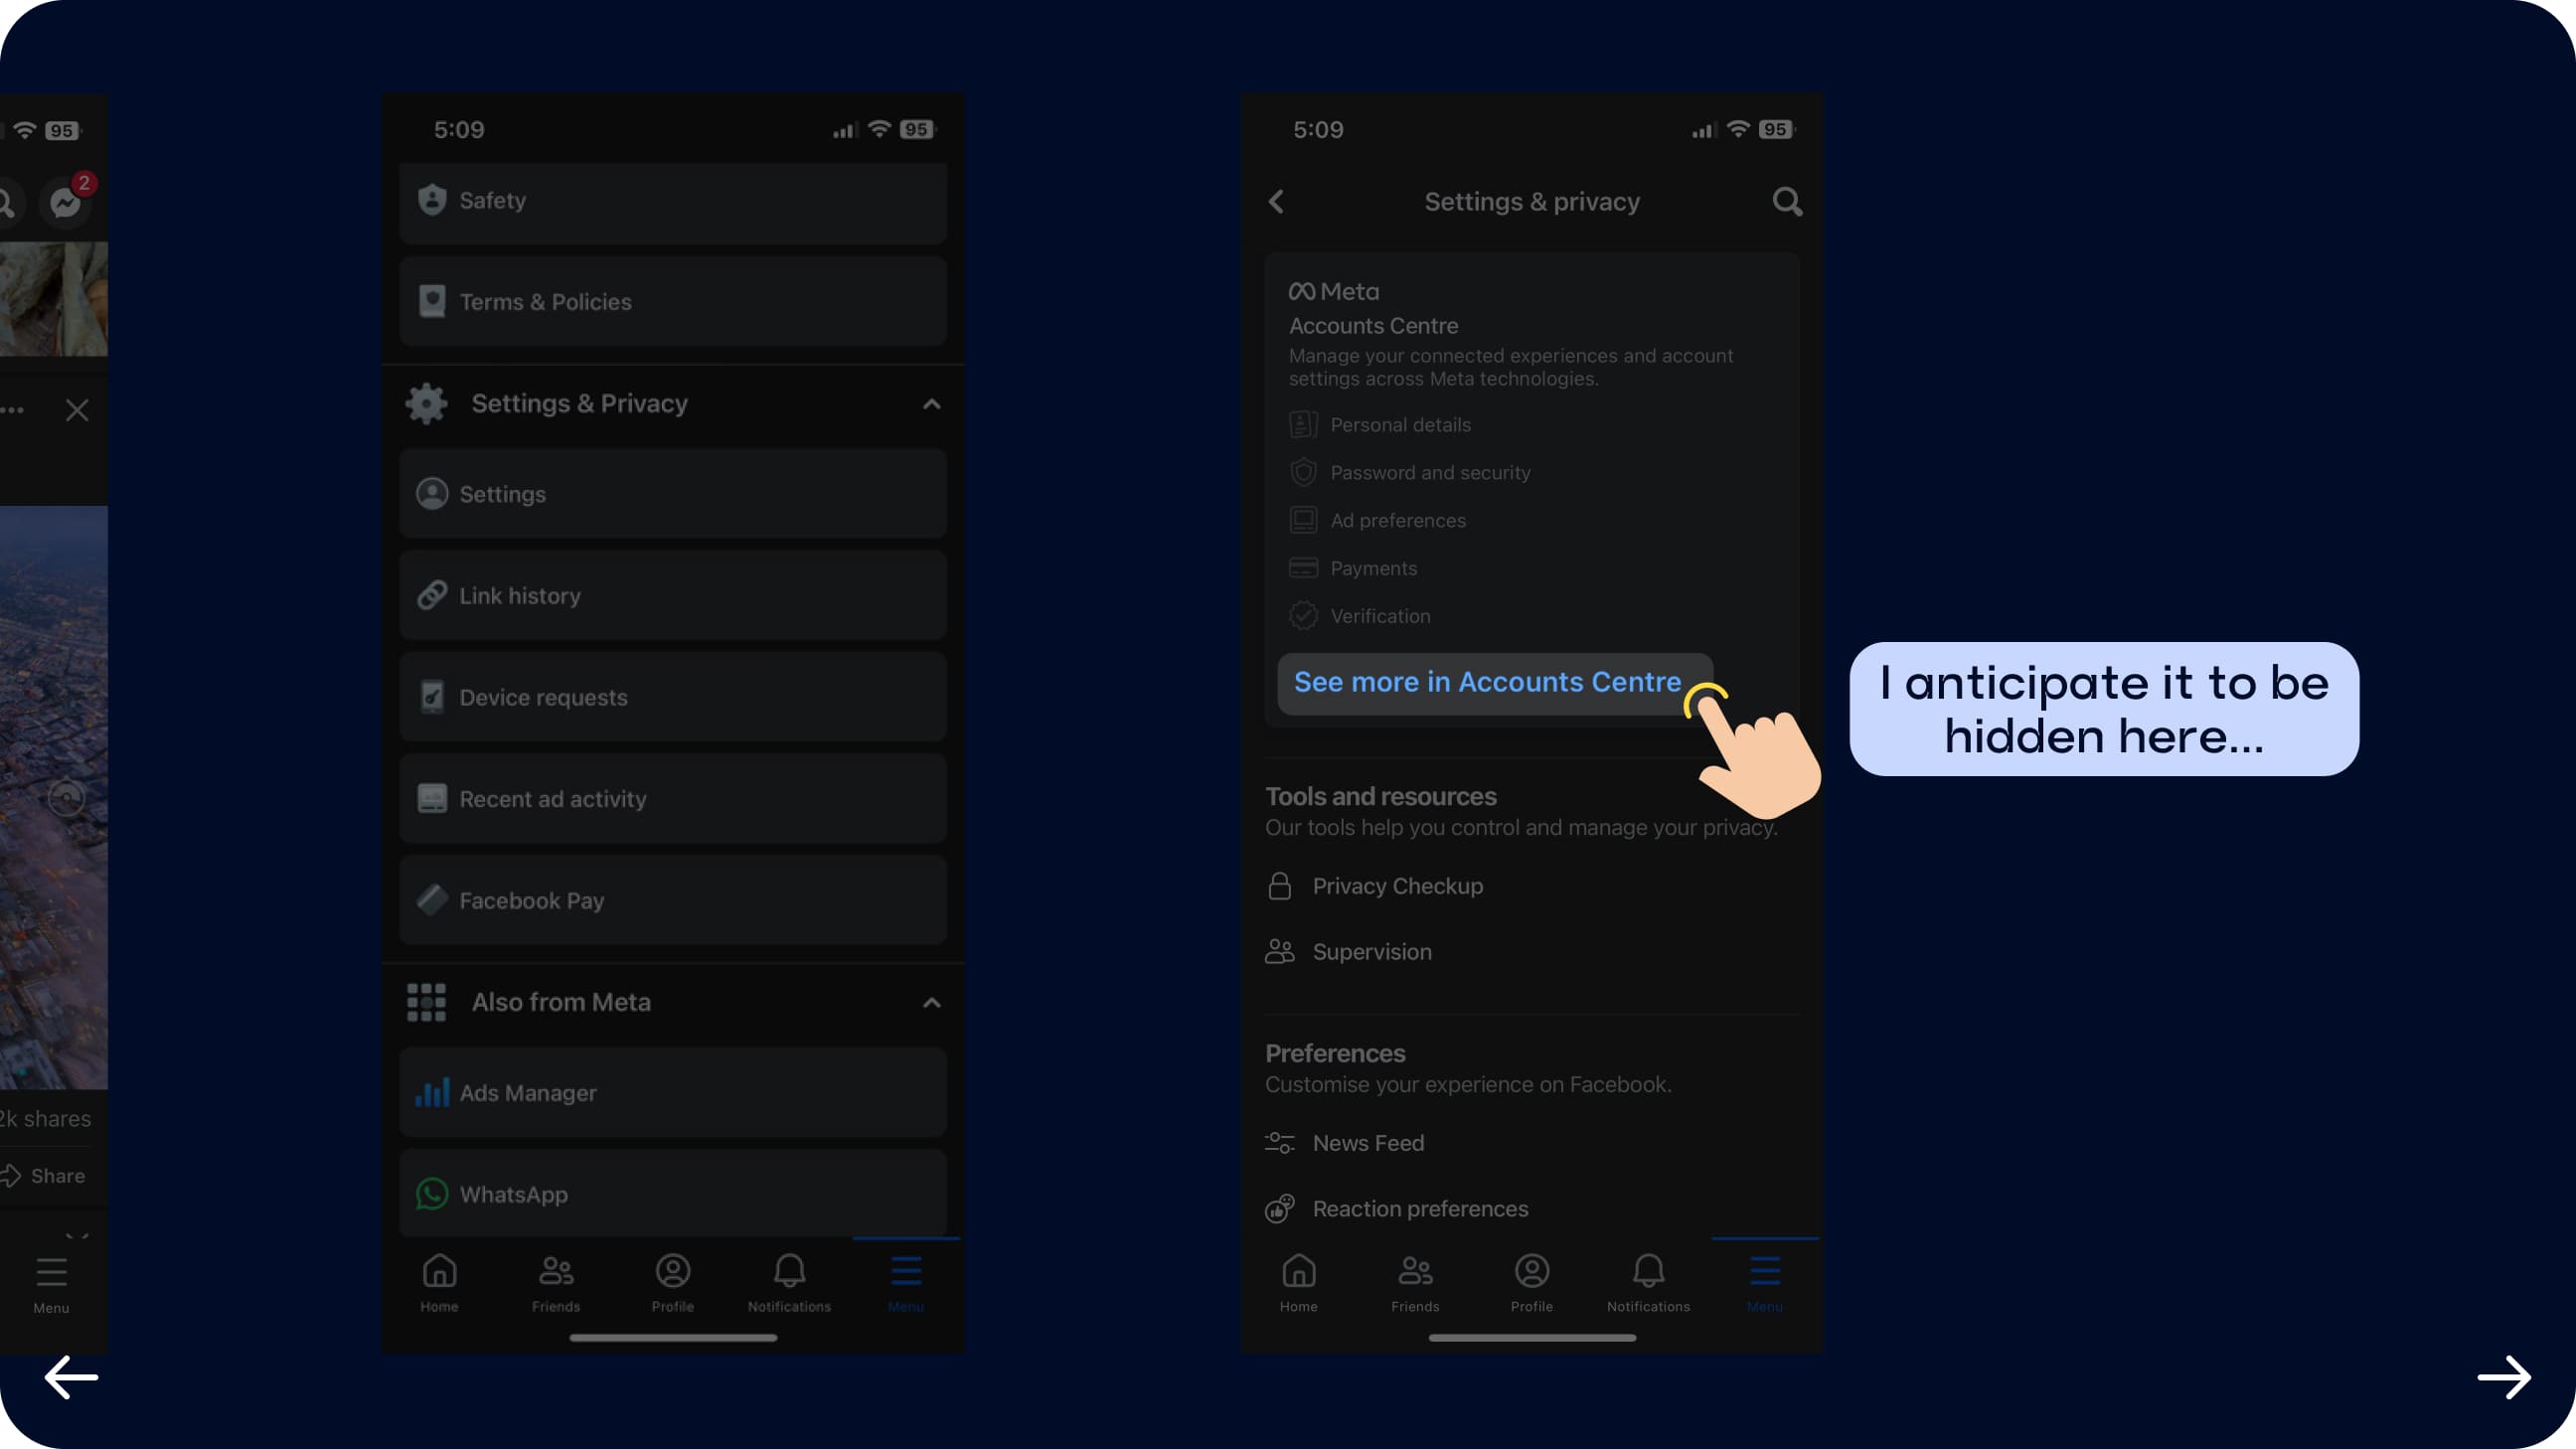 95
2
2k shares
Share
Menu
5:09
95
Safety
Terms & Policies
Settings & Privacy
Settings
Link history
Device requests
Recent ad activity
Facebook Pay
Also from Meta
Ads Manager
WhatsApp
Home
Friends
Profile
Notifications
Menu
5:09
95
Settings & privacy
Meta
Accounts Centre
Manage your connected experiences and account
settings across Meta technologies.
Personal details
Password and security
Ad preferences
Payments
Verification
See more in Accounts Centre
Tools and resources
Our tools help you control and manage your privacy.
Privacy Checkup
Supervision
Preferences
Customise your experience on Facebook.
News Feed
Reaction preferences
Home
Friends
Profile
Notifications
Menu
I anticipate it to be
hidden here...